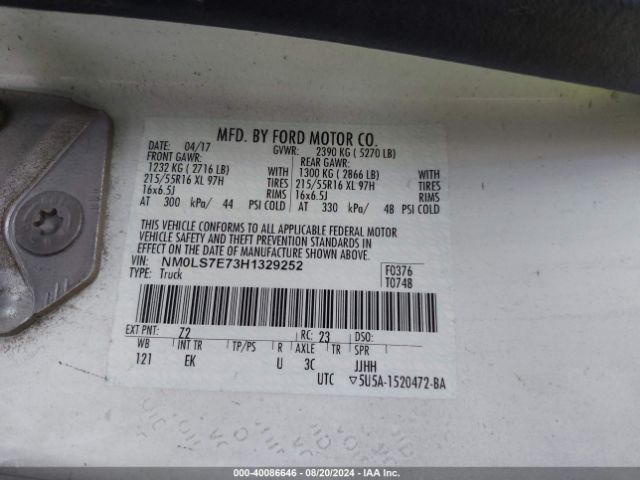 MFD. BY FORD MOTOR CO.
DATE: 04/17 GVWR: 2390 KG ( 5270 LB)
FRONT GAWR: REAR GAWR:
1232 KG ( 2716 LB) WITH 1300 KG ( 2866 LB) WITH
215/55R16 XL 97H TIRES 215/55R16 XL 97H TIRES
16x6.5J RIMS 16x6.5J RIMS
AT 300 kPa/ 44 PSI COLD AT 330 kPa/ 48 PSI COLD
THIS VEHICLE CONFORMS TO ALL APPLICABLE FEDERAL MOTOR
VEHICLE SAFETY AND THEFT PREVENTION STANDARDS IN
EFFECT ON THE DATE OF MANUFACTURE SHOWN ABOVE.
VIN: NM0LS7E73H1329252 F0376
TYPE: Truck T0748
EXT PNT: Z2 RC: 23 DSO:
WB INT TR TP/PS R AXLE TR SPR
121 EK U 3C JJHH
UTC ▽5U5A-1520472-BA
000-40086646 - 08/20/2024 - IAA Inc.